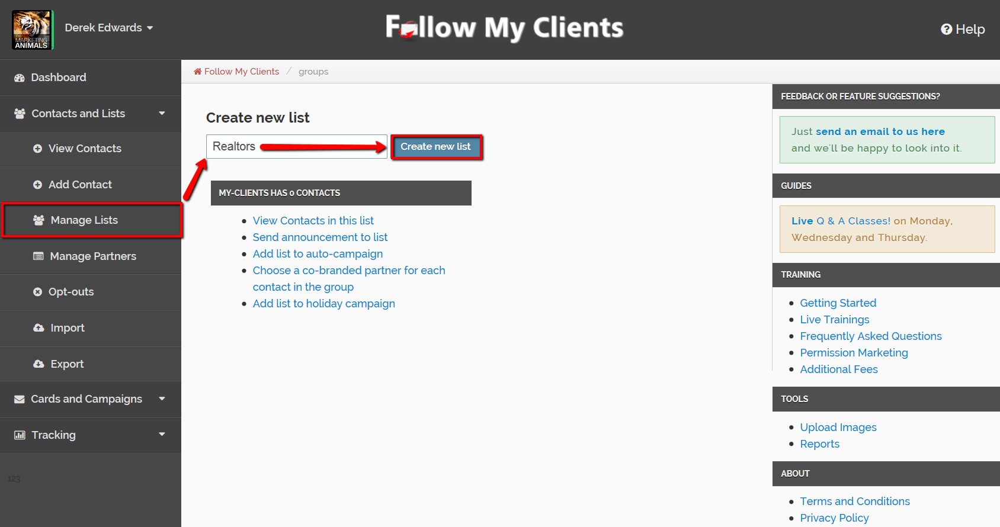 MARKETING
ANIMALS
Derek Edwards
Follow My Clients
Help
Dashboard
Contacts and Lists
View Contacts
Add Contact
Manage Lists
Manage Partners
Opt-outs
Import
Export
Cards and Campaigns
Tracking
123
Follow My Clients / groups
Create new list
Realtors
Create new list
MY-CLIENTS HAS 0 CONTACTS
View Contacts in this list
Send announcement to list
Add list to auto-campaign
Choose a co-branded partner for each
contact in the group
Add list to holiday campaign
FEEDBACK OR FEATURE SUGGESTIONS?
Just send an email to us here
and we'll be happy to look into it.
GUIDES
Live Q & A Classes! on Monday,
Wednesday and Thursday.
TRAINING
Getting Started
Live Trainings
Frequently Asked Questions
Permission Marketing
Additional Fees
TOOLS
Upload Images
Reports
ABOUT
Terms and Conditions
Privacy Policy